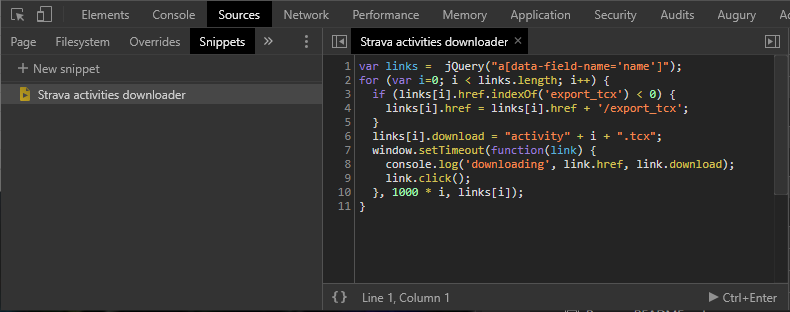 Elements Console Sources Network Performance Memory Application Security Audits Augury Ac
Page Filesystem Overrides Snippets » Strava activities downloader ×
+ New snippet
Strava activities downloader
1 var links =  jQuery("a[data-field-name='name']");
2 for (var i=0; i < links.length; i++) {
3   if (links[i].href.indexOf('export_tcx') < 0) {
4     links[i].href = links[i].href + '/export_tcx';
5   }
6   links[i].download = "activity" + i + ".tcx";
7   window.setTimeout(function(link) {
8     console.log('downloading', link.href, link.download);
9     link.click();
10   }, 1000 * i, links[i]);
11 }
{} Line 1, Column 1 Ctrl+Enter